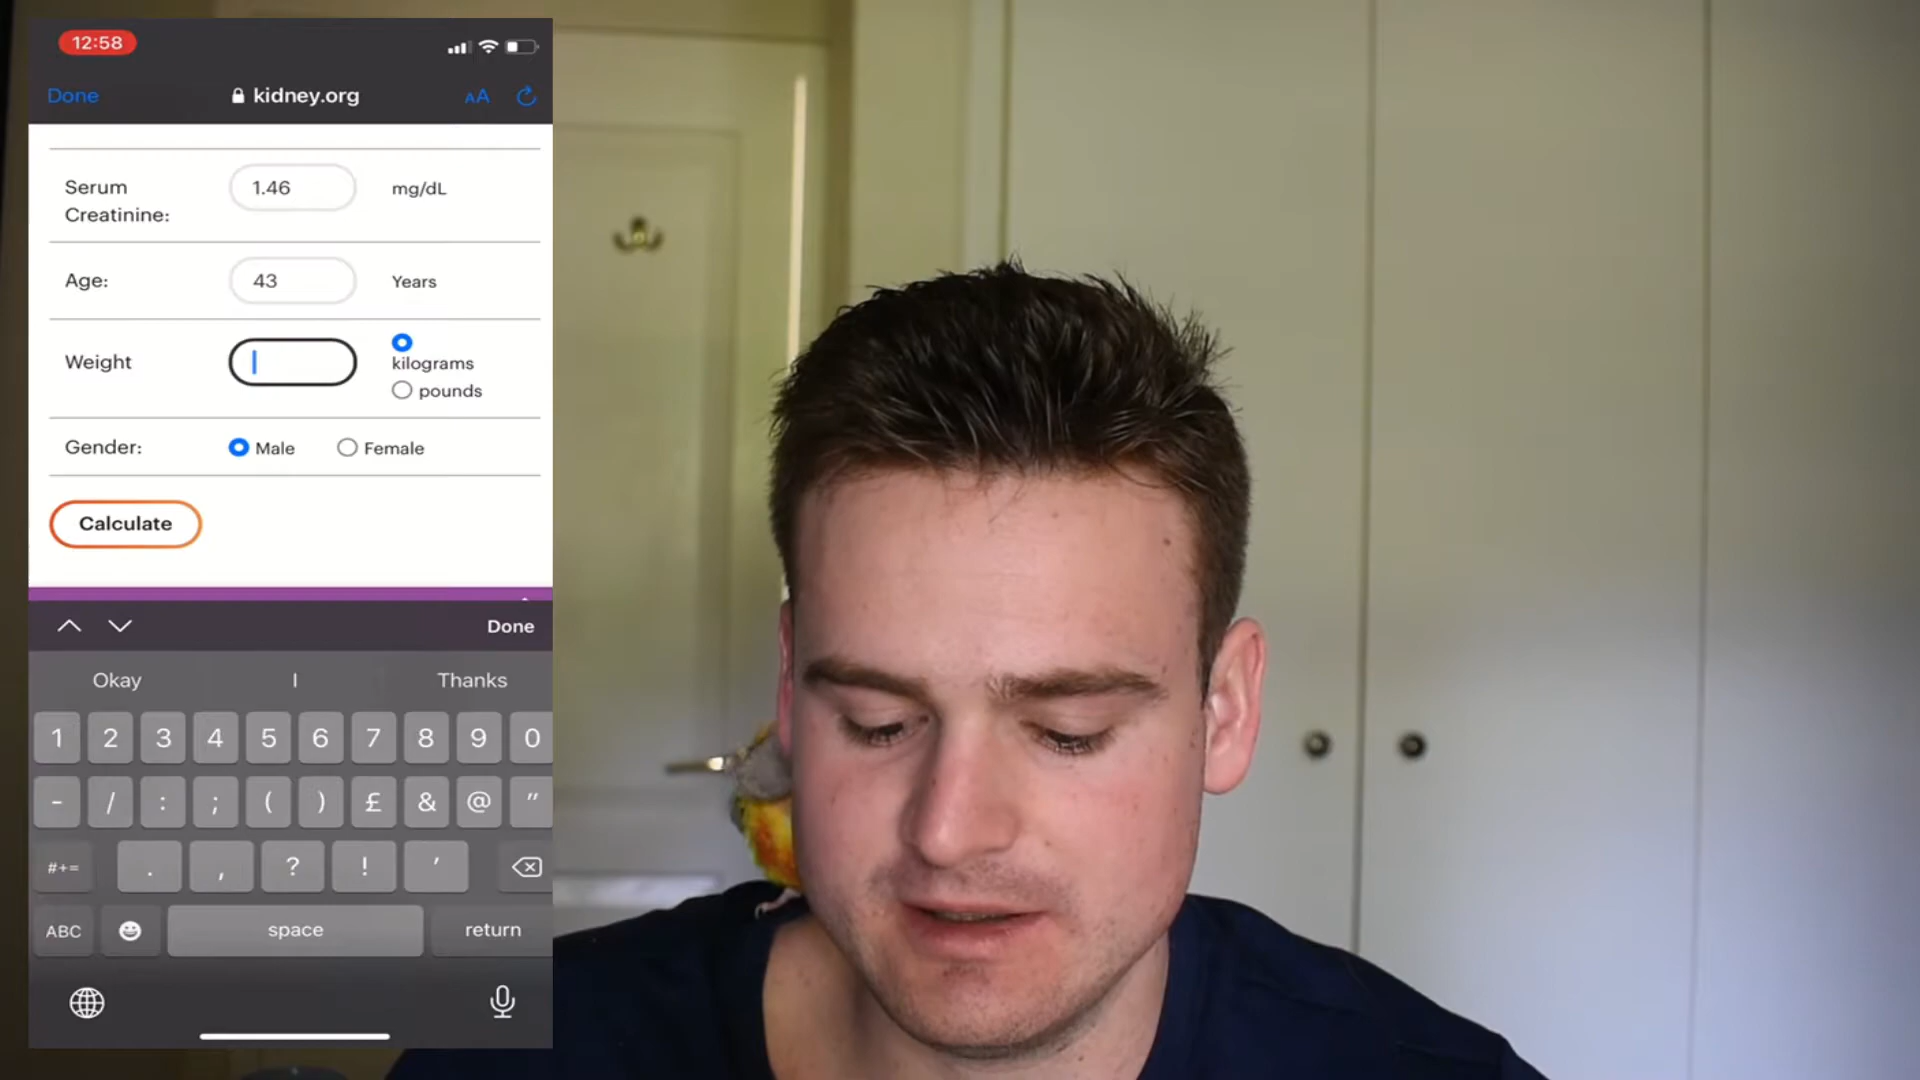 12:58
Done kidney.org AA
Serum
Creatinine: 1.46 mg/dL
Age: 43 Years
Weight kilograms
pounds
Gender: Male Female
Calculate
Done
Okay I Thanks
1 2 3 4 5 6 7 8 9 0
- / : ; ( ) £ & @ "
#+= . , ? ! '
ABC space return